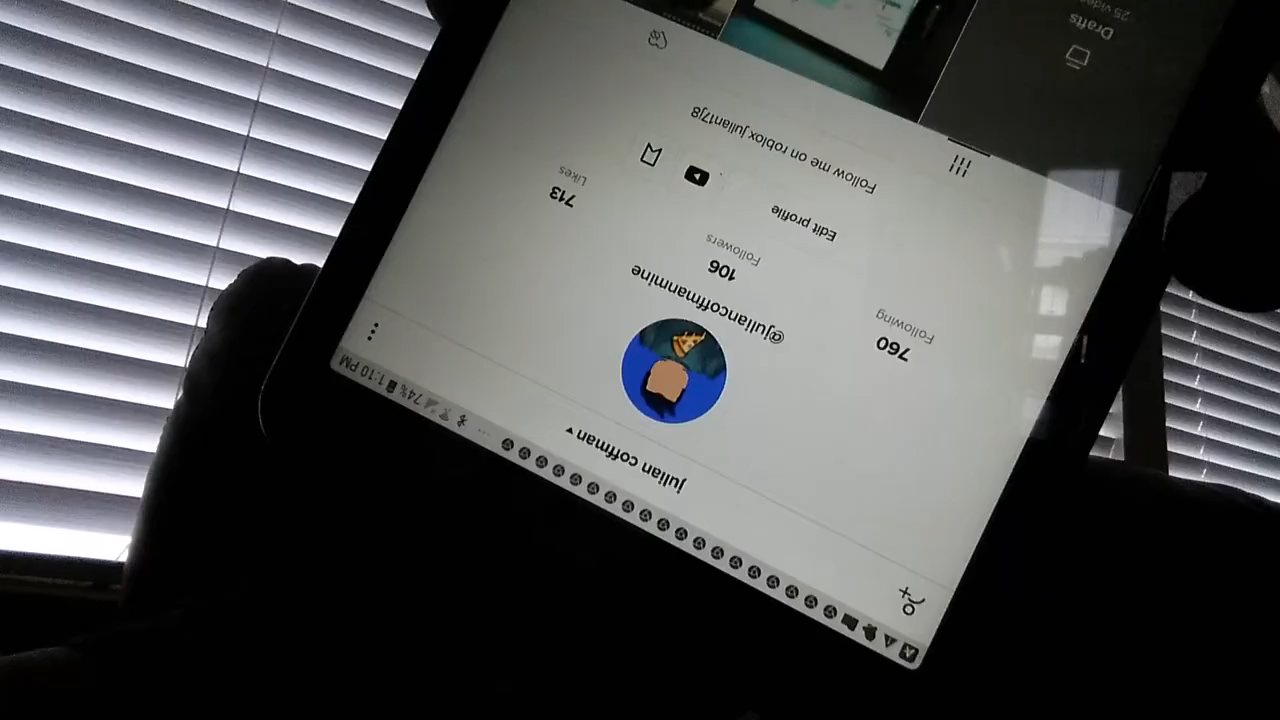 74% 1:10 PM
julian coffman
@juliancoffmanmine
760
Following
106
Followers
713
Likes
Edit profile
Follow me on roblox julian17j8
Drafts